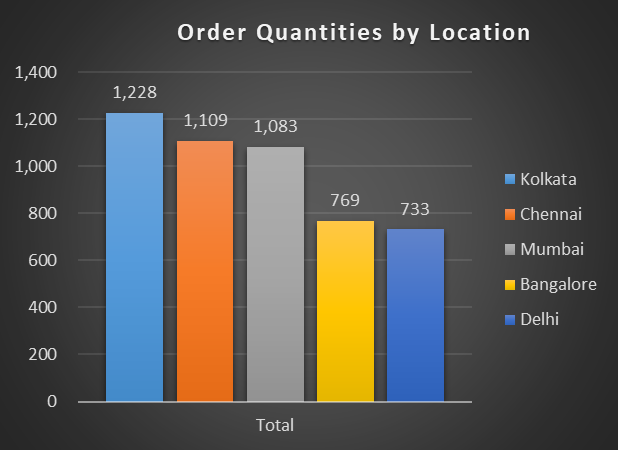 Order Quantities by Location
1,400
1,200
1,000
800
600
400
200
0
1,228
1,109
1,083
769
733
Total
Kolkata
Chennai
Mumbai
Bangalore
Delhi